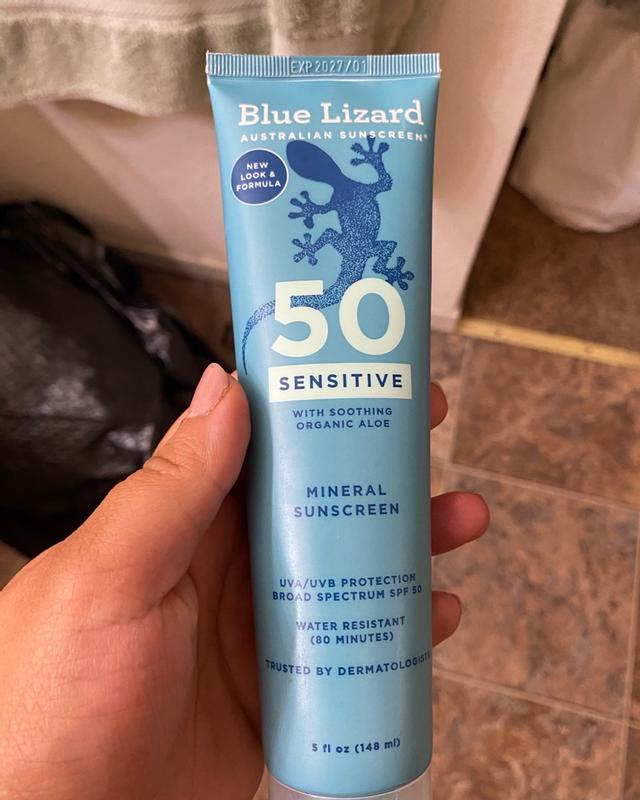 EXP 2027/01
Blue Lizard
AUSTRALIAN SUNSCREEN®
NEW
LOOK &
FORMULA
50
SENSITIVE
WITH SOOTHING
ORGANIC ALOE
MINERAL
SUNSCREEN
UVA/UVB PROTECTION
BROAD SPECTRUM SPF 50
WATER RESISTANT
(80 MINUTES)
TRUSTED BY DERMATOLOGISTS
5 fl oz (148 ml)